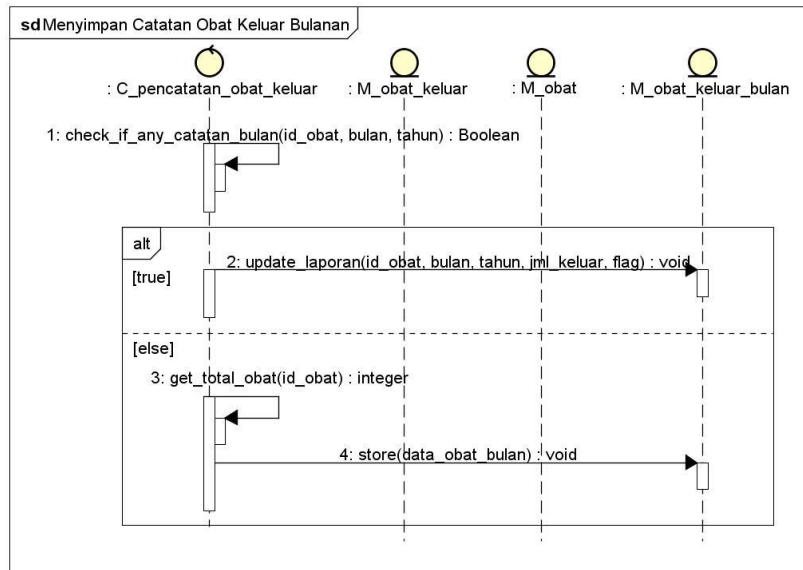 sd Menyimpan Catatan Obat Keluar Bulanan
: C_pencatatan_obat_keluar : M_obat_keluar : M_obat : M_obat_keluar_bulan
1: check_if_any_catatan_bulan(id_obat, bulan, tahun) : Boolean
alt
2: update_laporan(id_obat, bulan, tahun, jml_keluar, flag) : void
[true]
[else]
3: get_total_obat(id_obat) : integer
4: store(data_obat_bulan) : void